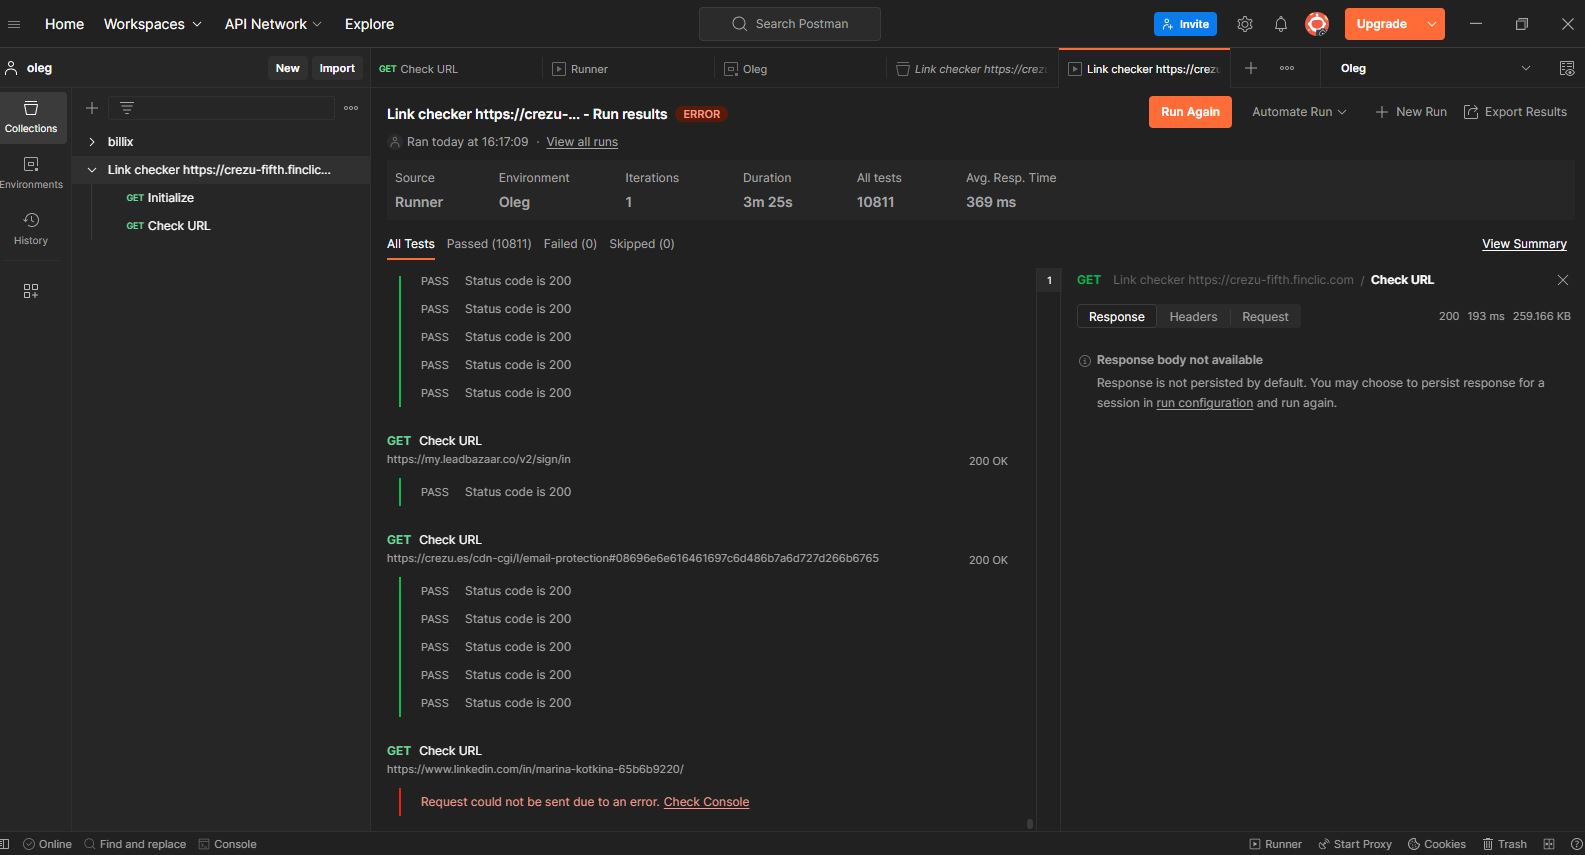 Home Workspaces API Network Explore Search Postman Invite Upgrade
oleg New Import GET Check URL Runner Oleg Link checker https://crezu Link checker https://crezu Oleg
Collections
Environments
History
billix
Link checker https://crezu-fifth.finclic...
GET Initialize
GET Check URL
Link checker https://crezu-... - Run results ERROR Run Again Automate Run New Run Export Results
Ran today at 16:17:09 · View all runs
Source Environment Iterations Duration All tests Avg. Resp. Time
Runner Oleg 1 3m 25s 10811 369 ms
All Tests Passed (10811) Failed (0) Skipped (0) View Summary
PASS Status code is 200
PASS Status code is 200
PASS Status code is 200
PASS Status code is 200
PASS Status code is 200
GET Check URL
https://my.leadbazaar.co/v2/sign/in 200 OK
PASS Status code is 200
GET Check URL
https://crezu.es/cdn-cgi/l/email-protection#08696e6e616461697c6d486b7a6d727d266b6765 200 OK
PASS Status code is 200
PASS Status code is 200
PASS Status code is 200
PASS Status code is 200
PASS Status code is 200
GET Check URL
https://www.linkedin.com/in/marina-kotkina-65b6b9220/
Request could not be sent due to an error. Check Console
1
GET Link checker https://crezu-fifth.finclic.com / Check URL
Response Headers Request 200 193 ms 259.166 KB
Response body not available
Response is not persisted by default. You may choose to persist response for a
session in run configuration and run again.
Online Find and replace Console Runner Start Proxy Cookies Trash